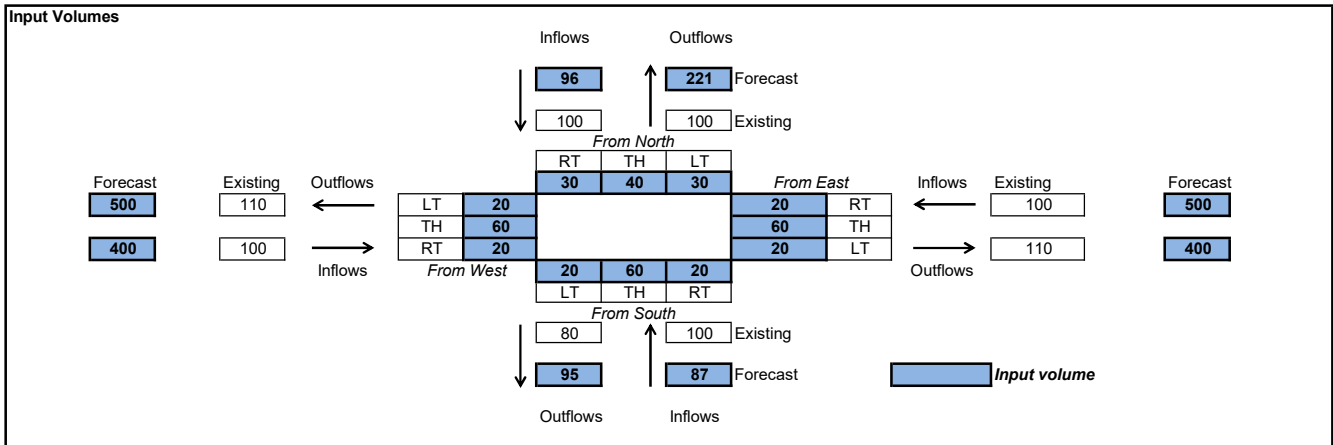 Input Volumes
Inflows Outflows
96 221 Forecast
100 100 Existing
From North
RT TH LT
Forecast Existing Outflows 30 40 30 From East Inflows Existing Forecast
500 110 LT 20 20 RT 100 500
TH 60 60 TH
400 100 RT 20 20 LT 110 400
Inflows From West 20 60 20 Outflows
LT TH RT
From South
80 100 Existing
95 87 Forecast Input volume
Outflows Inflows